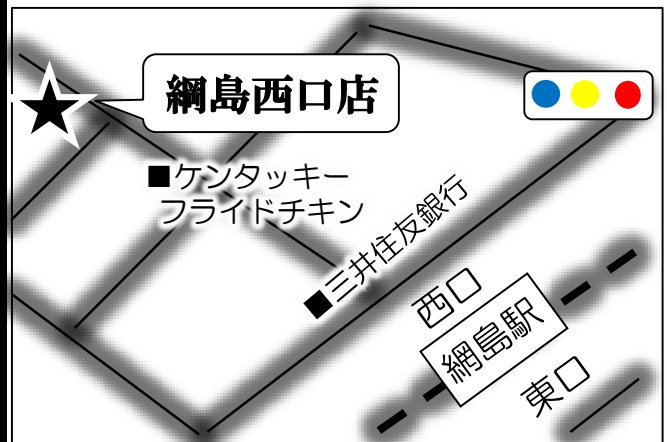 綱島西口店
■ケンタッキー
フライドチキン
■三井住友銀行
西口
綱島駅
東口